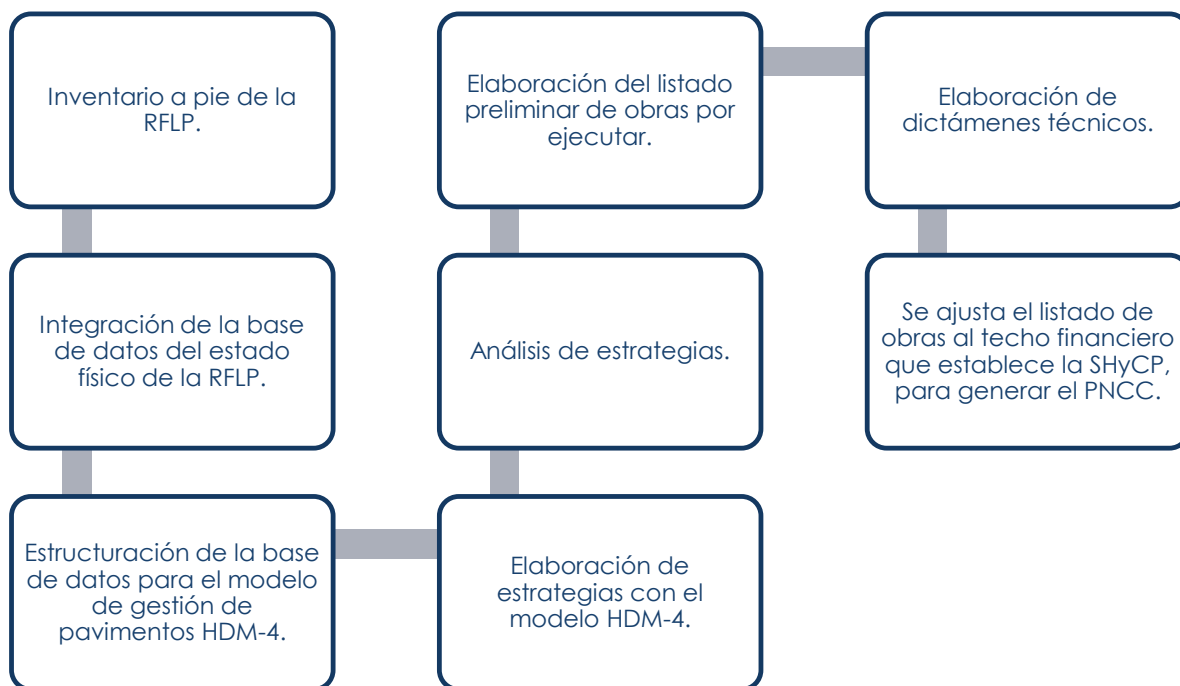 Inventario a pie de la
RFLP.
Integración de la base
de datos del estado
físico de la RFLP.
Estructuración de la base
de datos para el modelo
de gestión de
pavimentos HDM-4.
Elaboración de
estrategias con el
modelo HDM-4.
Análisis de estrategias.
Elaboración del listado
preliminar de obras por
ejecutar.
Elaboración de
dictámenes técnicos.
Se ajusta el listado de
obras al techo financiero
que establece la SHyCP,
para generar el PNCC.